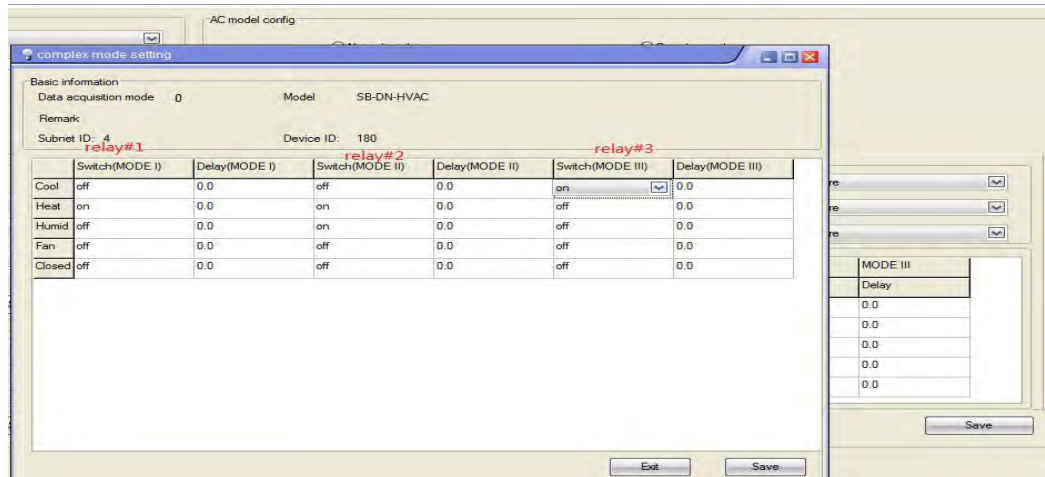 AC model config
complex mode setting
Basic information
Data acquisition mode 0 Model SB-DN-HVAC
Remark
Subnet ID: 4 Device ID: 180
relay#1 relay#2 relay#3
Switch(MODE I) Delay(MODE I) Switch(MODE II) Delay(MODE II) Switch(MODE III) Delay(MODE III)
Cool off 0.0 off 0.0 on 0.0
Heat on 0.0 on 0.0 off 0.0
Humid off 0.0 on 0.0 off 0.0
Fan off 0.0 off 0.0 off 0.0
Closed off 0.0 off 0.0 off 0.0
re
re
re
MODE III
Delay
0.0
0.0
0.0
0.0
0.0
Save
Exit Save